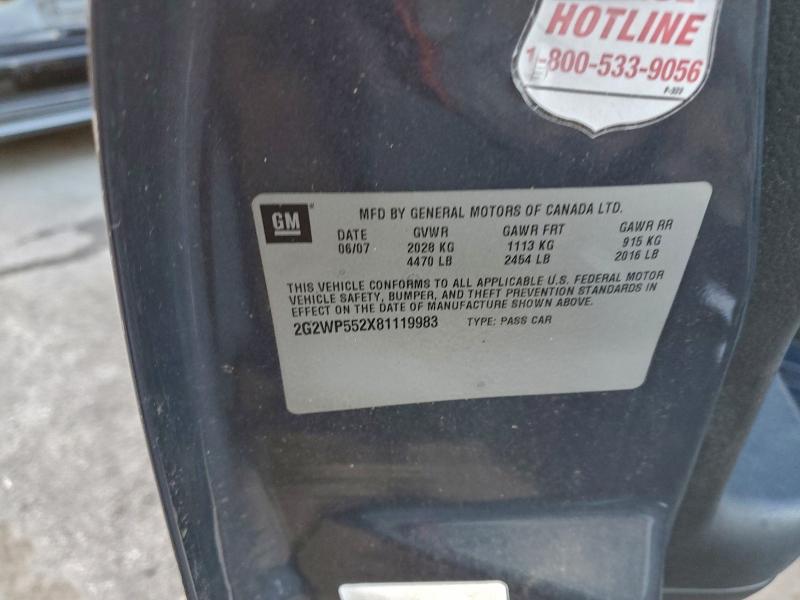 HOTLINE
1-800-533-9056
GM
MFD BY GENERAL MOTORS OF CANADA LTD.
DATE GVWR GAWR FRT GAWR RR
06/07 2028 KG 1113 KG 915 KG
4470 LB 2454 LB 2016 LB
THIS VEHICLE CONFORMS TO ALL APPLICABLE U.S. FEDERAL MOTOR
VEHICLE SAFETY, BUMPER, AND THEFT PREVENTION STANDARDS IN
EFFECT ON THE DATE OF MANUFACTURE SHOWN ABOVE.
2G2WP552X81119983 TYPE: PASS CAR